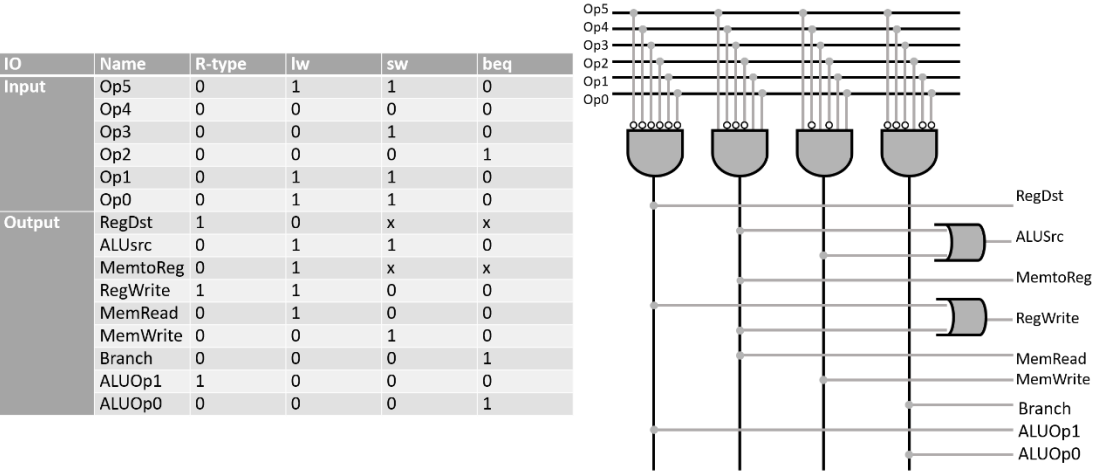 IO Name R-type lw sw beq
Input Op5 0 1 1 0
Op4 0 0 0 0
Op3 0 0 1 0
Op2 0 0 0 1
Op1 0 1 1 0
Op0 0 1 1 0
Output RegDst 1 0 x x
ALUsrc 0 1 1 0
MemtoReg 0 1 x x
RegWrite 1 1 0 0
MemRead 0 1 0 0
MemWrite 0 0 1 0
Branch 0 0 0 1
ALUOp1 1 0 0 0
ALUOp0 0 0 0 1
Op5
Op4
Op3
Op2
Op1
Op0
RegDst
ALUSrc
MemtoReg
RegWrite
MemRead
MemWrite
Branch
ALUOp1
ALUOp0